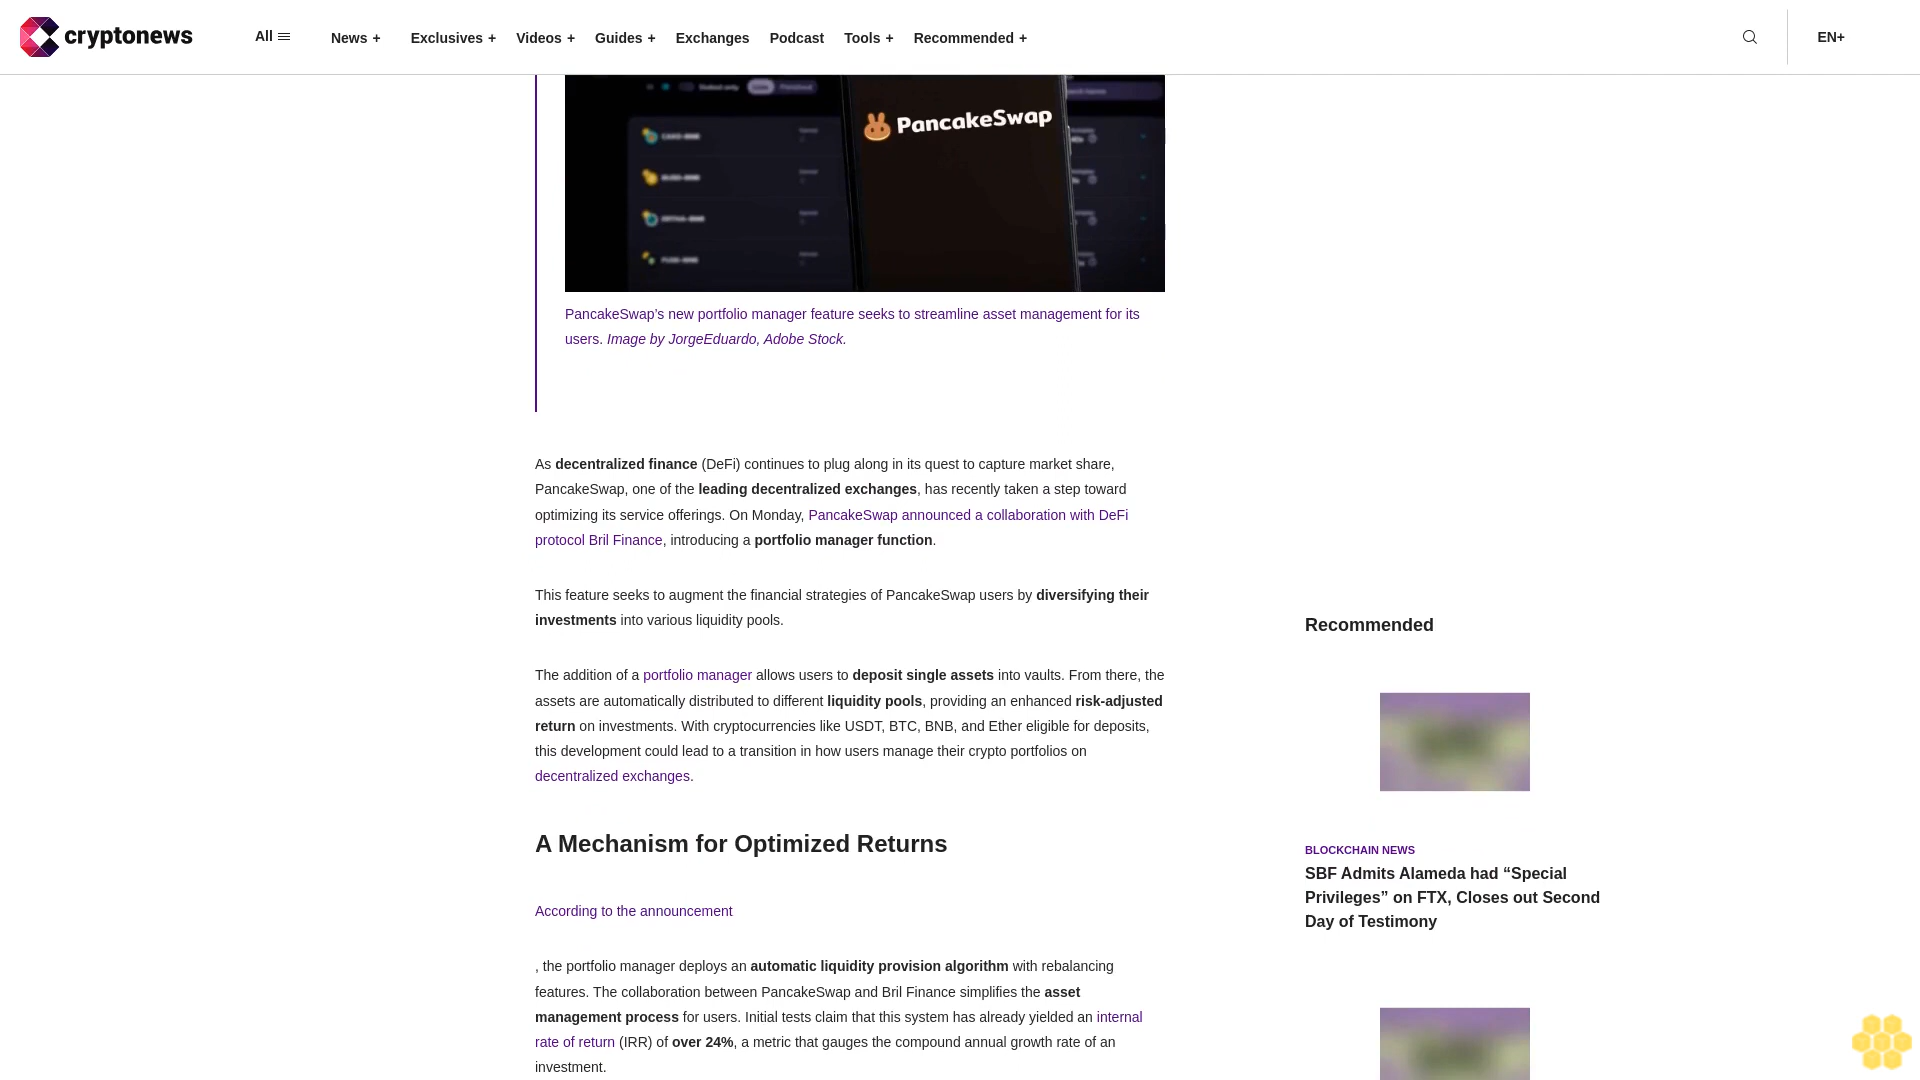 cryptonews
All
News +
Exclusives +
Videos +
Guides +
Exchanges
Podcast
Tools +
Recommended +
EN+
PancakeSwap
PancakeSwap's new portfolio manager feature seeks to streamline asset management for its
users. Image by JorgeEduardo, Adobe Stock.
As decentralized finance (DeFi) continues to plug along in its quest to capture market share,
PancakeSwap, one of the leading decentralized exchanges, has recently taken a step toward
optimizing its service offerings. On Monday, PancakeSwap announced a collaboration with DeFi
protocol Bril Finance, introducing a portfolio manager function.
This feature seeks to augment the financial strategies of PancakeSwap users by diversifying their
investments into various liquidity pools.
The addition of a portfolio manager allows users to deposit single assets into vaults. From there, the
assets are automatically distributed to different liquidity pools, providing an enhanced risk-adjusted
return on investments. With cryptocurrencies like USDT, BTC, BNB, and Ether eligible for deposits,
this development could lead to a transition in how users manage their crypto portfolios on
decentralized exchanges.
A Mechanism for Optimized Returns
According to the announcement
, the portfolio manager deploys an automatic liquidity provision algorithm with rebalancing
features. The collaboration between PancakeSwap and Bril Finance simplifies the asset
management process for users. Initial tests claim that this system has already yielded an internal
rate of return (IRR) of over 24%, a metric that gauges the compound annual growth rate of an
investment.
Recommended
BLOCKCHAIN NEWS
SBF Admits Alameda had “Special
Privileges” on FTX, Closes out Second
Day of Testimony